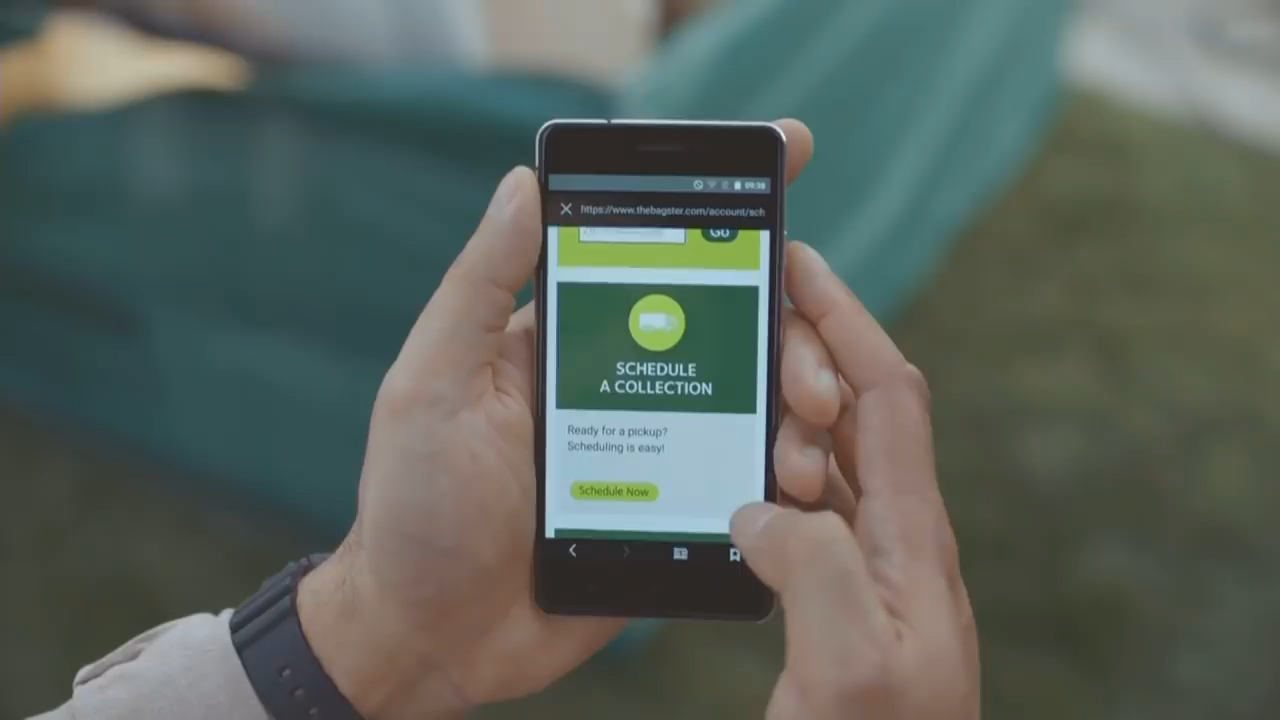 09:38
https://www.thebagster.com/account/sch
Go
SCHEDULE
A COLLECTION
Ready for a pickup?
Scheduling is easy!
Schedule Now